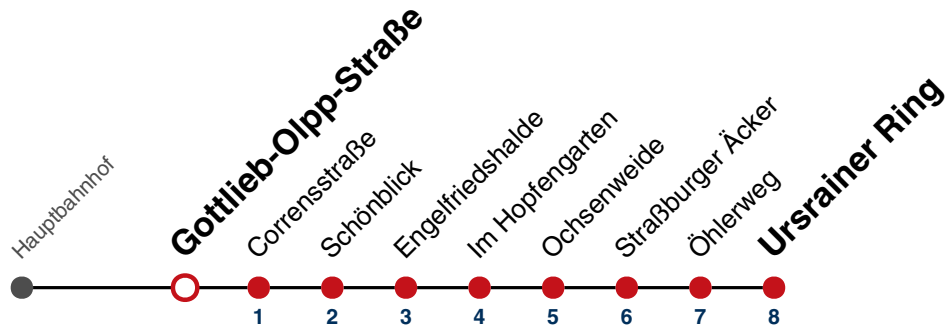 Hauptbahnhof
Gottlieb-Olpp-Straße
Corrensstraße
Schönblick
Engelfriedshalde
Im Hopfengarten
Ochsenweide
Straßburger Äcker
Öhlerweg
Ursrainer Ring
1 2 3 4 5 6 7 8